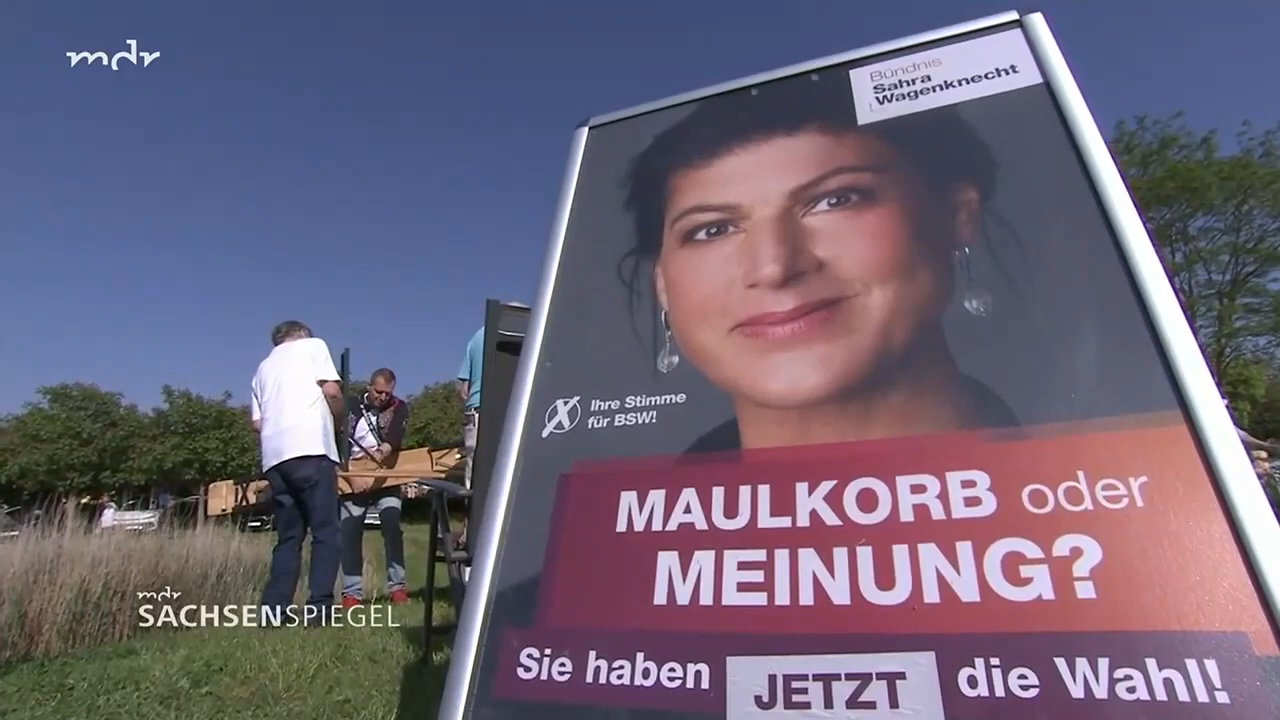 mdr
Bündnis
Sahra
Wagenknecht
Ihre Stimme
für BSW!
MAULKORB oder
MEINUNG?
mdr
SACHSENSPIEGEL
Sie haben JETZT die Wahl!